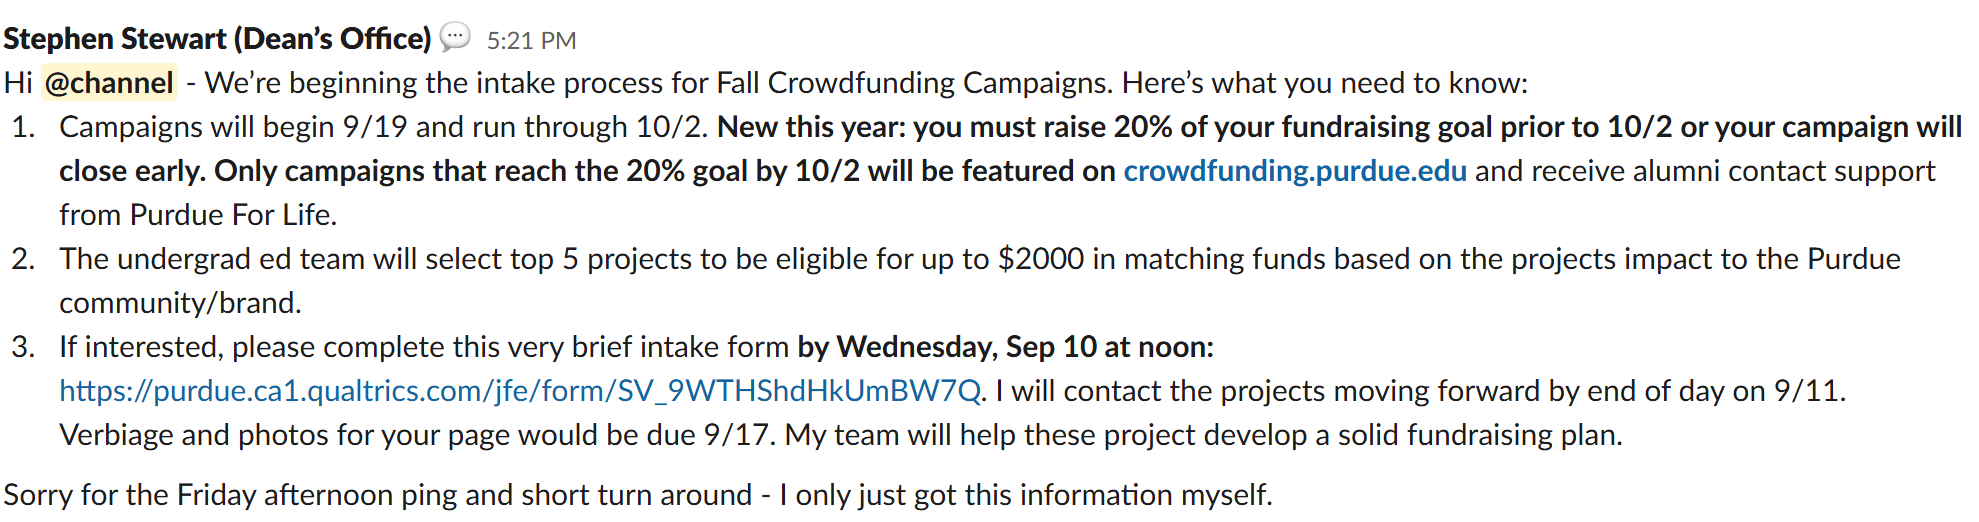 Stephen Stewart (Dean’s Office) 5:21 PM
Hi @channel - We’re beginning the intake process for Fall Crowdfunding Campaigns. Here’s what you need to know:
1. Campaigns will begin 9/19 and run through 10/2. New this year: you must raise 20% of your fundraising goal prior to 10/2 or your campaign will
close early. Only campaigns that reach the 20% goal by 10/2 will be featured on crowdfunding.purdue.edu and receive alumni contact support
from Purdue For Life.
2. The undergrad ed team will select top 5 projects to be eligible for up to $2000 in matching funds based on the projects impact to the Purdue
community/brand.
3. If interested, please complete this very brief intake form by Wednesday, Sep 10 at noon:
https://purdue.ca1.qualtrics.com/jfe/form/SV_9WTHShdHkUmBW7Q. I will contact the projects moving forward by end of day on 9/11.
Verbiage and photos for your page would be due 9/17. My team will help these project develop a solid fundraising plan.
Sorry for the Friday afternoon ping and short turn around - I only just got this information myself.